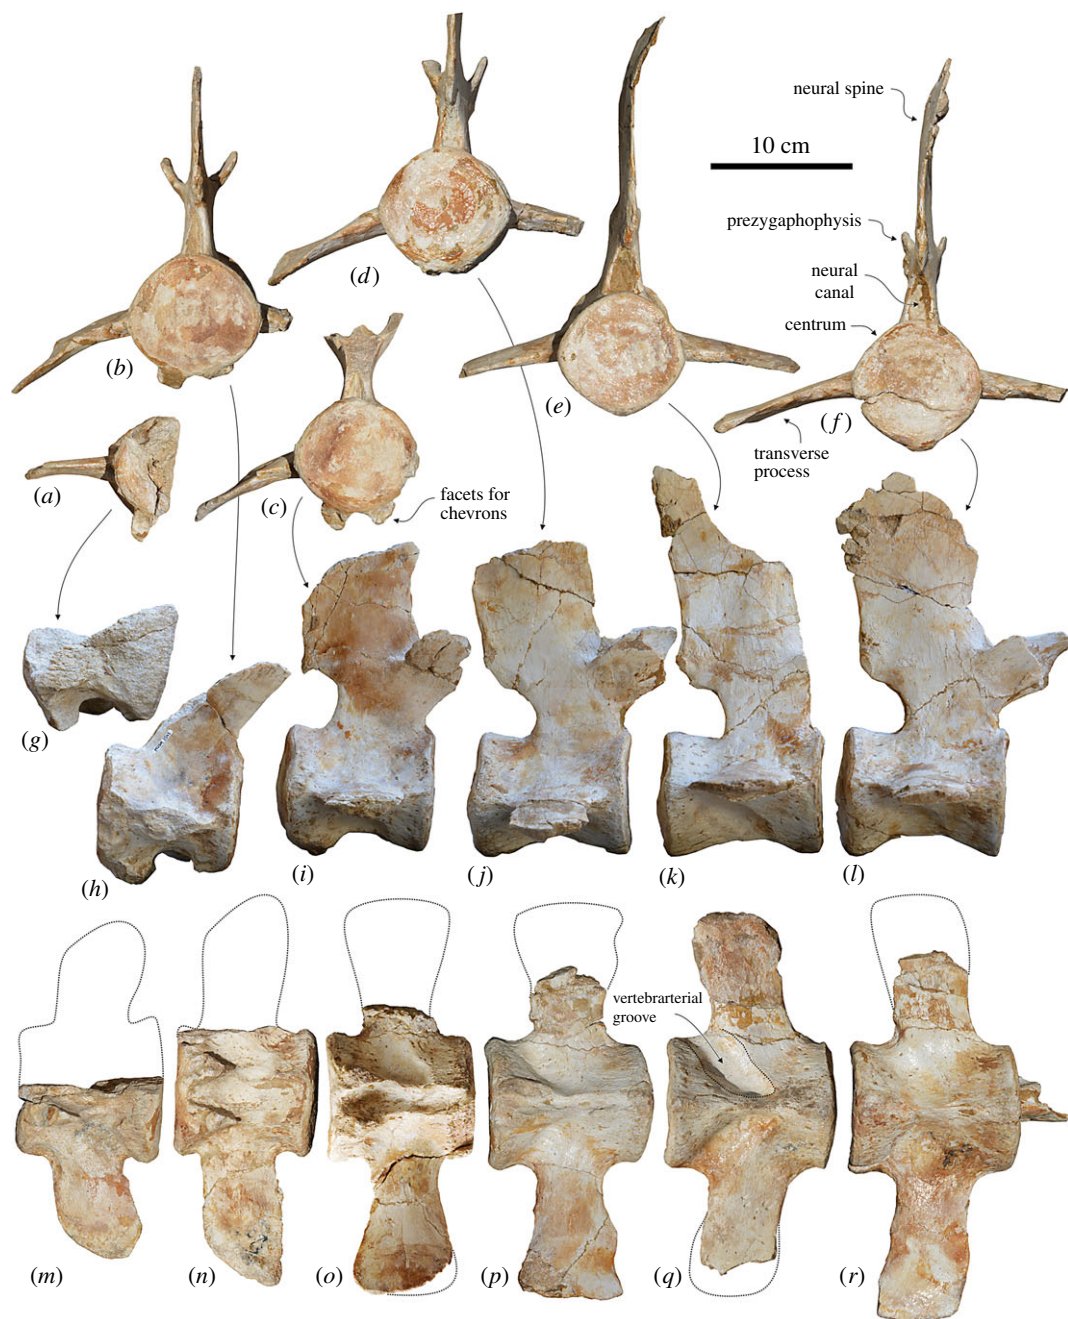 neural spine
10 cm
prezygaphophysis
neural
canal
centrum
(d)
(b)
(e)
(f)
transverse
process
(a)
(c)
facets for
chevrons
(g)
(h)
(i)
(j)
(k)
(l)
vertebrarterial
groove
(m)
(n)
(o)
(p)
(q)
(r)